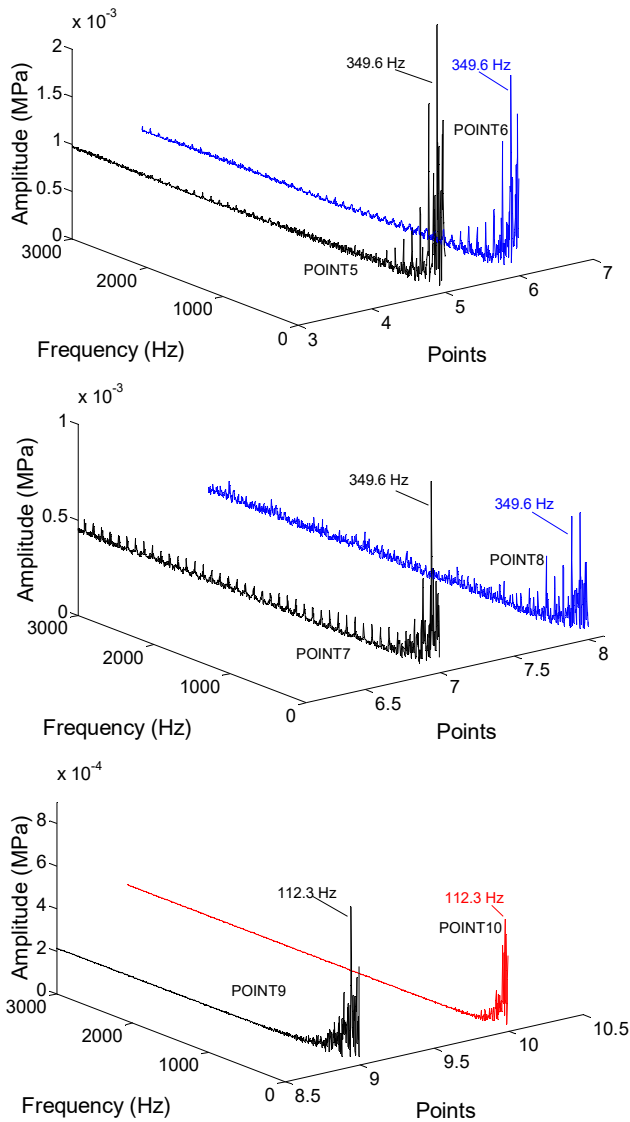 x 10-3
2
349.6 Hz
349.6 Hz
1.5
POINT6
1
0.5
0
3000
POINT5
7
2000
6
1000
5
4
0
3
Amplitude (MPa)
Frequency (Hz)
Points
x 10-3
1
349.6 Hz
349.6 Hz
0.5
POINT8
0
3000
POINT7
8
2000
7.5
1000
7
6.5
0
Amplitude (MPa)
Frequency (Hz)
Points
x 10-4
8
6
112.3 Hz
112.3 Hz
4
POINT10
2
POINT9
0
3000
10.5
2000
10
1000
9.5
9
0
8.5
Amplitude (MPa)
Frequency (Hz)
Points